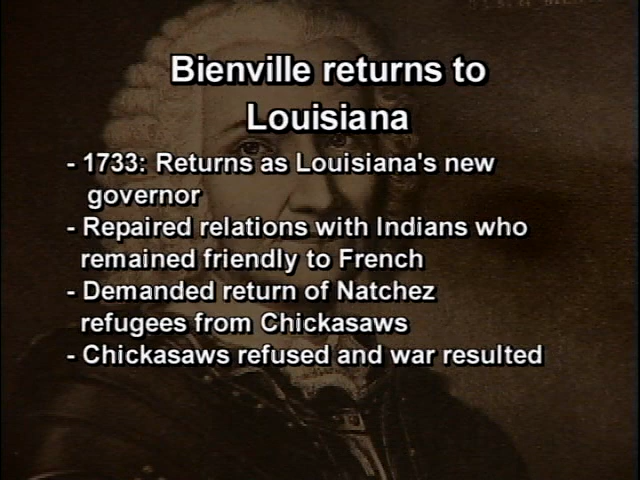 Bienville returns to
Louisiana
- 1733: Returns as Louisiana's new
governor
- Repaired relations with Indians who
remained friendly to French
- Demanded return of Natchez
refugees from Chickasaws
- Chickasaws refused and war resulted